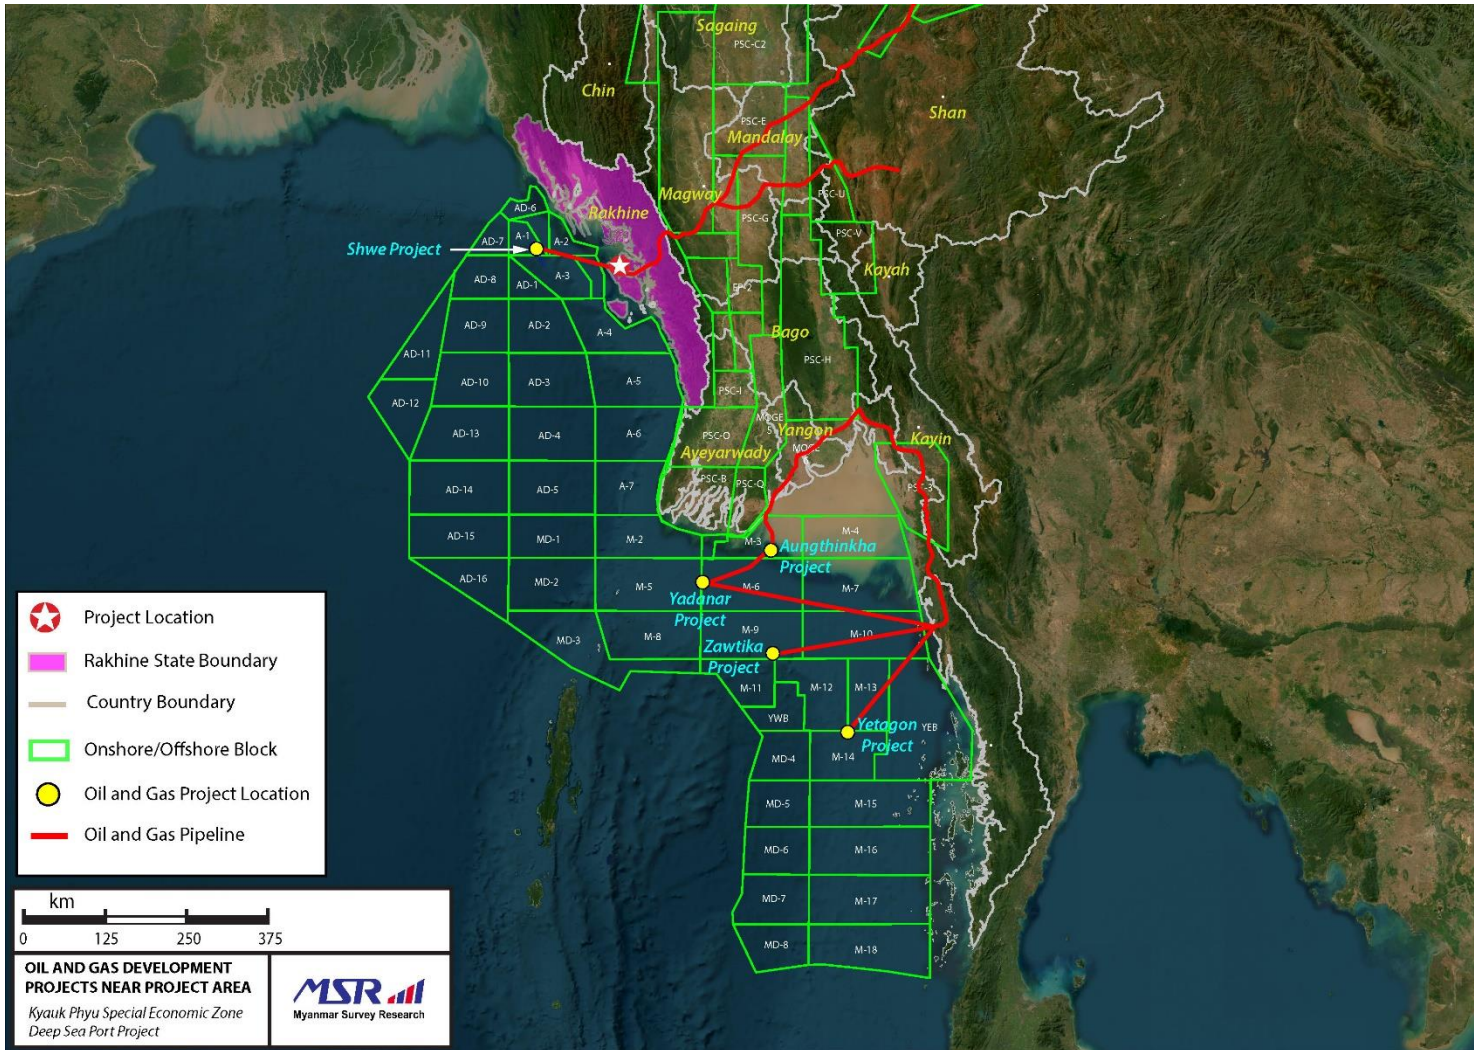 Sagaing
PSC-C2
Chin
Shan
PSC-E
Mandalay
Magway
PSC-U
Rakhine
PSC-G
PSC-V
Kayah
AD-6
A-1
A-2
AD-7
Shwe Project
AD-8
AD-1
A-3
EP-2
AD-9
AD-2
A-4
Bago
AD-11
PSC-H
AD-10
AD-3
A-5
PSC-I
AD-12
MOGE
5
AD-13
AD-4
A-6
PSC-O
Yangon
Kayin
Ayeyarwady
AD-14
AD-5
A-7
PSC-B
PSC-Q
AD-15
MD-1
M-2
M-3
M-4
Aungthinkha
Project
AD-16
MD-2
M-5
M-6
M-7
Yadanar
Project
MD-3
M-8
M-9
M-10
Zawtika
Project
M-11
M-12
M-13
YWB
Yetagon
Project
YEB
MD-4
M-14
MD-5
M-15
MD-6
M-16
MD-7
M-17
MD-8
M-18
Project Location
Rakhine State Boundary
Country Boundary
Onshore/Offshore Block
Oil and Gas Project Location
Oil and Gas Pipeline
km
0 125 250 375
OIL AND GAS DEVELOPMENT
PROJECTS NEAR PROJECT AREA
Kyauk Phyu Special Economic Zone
Deep Sea Port Project
MSR
Myanmar Survey Research